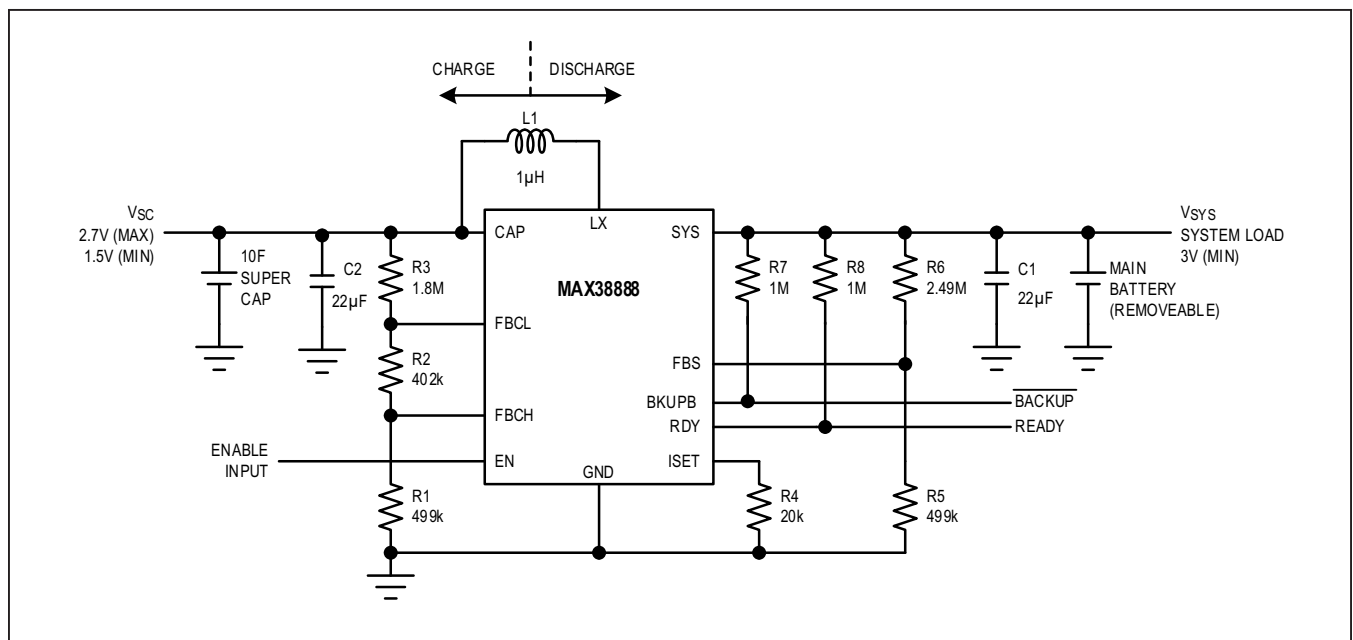 CHARGE
DISCHARGE
L1
1µH
VSC
2.7V (MAX)
1.5V (MIN)
10F
SUPER
CAP
C2
22µF
R3
1.8M
R2
402k
R1
499k
ENABLE
INPUT
CAP
LX
SYS
MAX38888
FBCL
FBCH
EN
GND
FBS
BKUPB
RDY
ISET
R7
1M
R8
1M
R6
2.49M
C1
22µF
MAIN
BATTERY
(REMOVEABLE)
VSYS
SYSTEM LOAD
3V (MIN)
BACKUP
READY
R4
20k
R5
499k